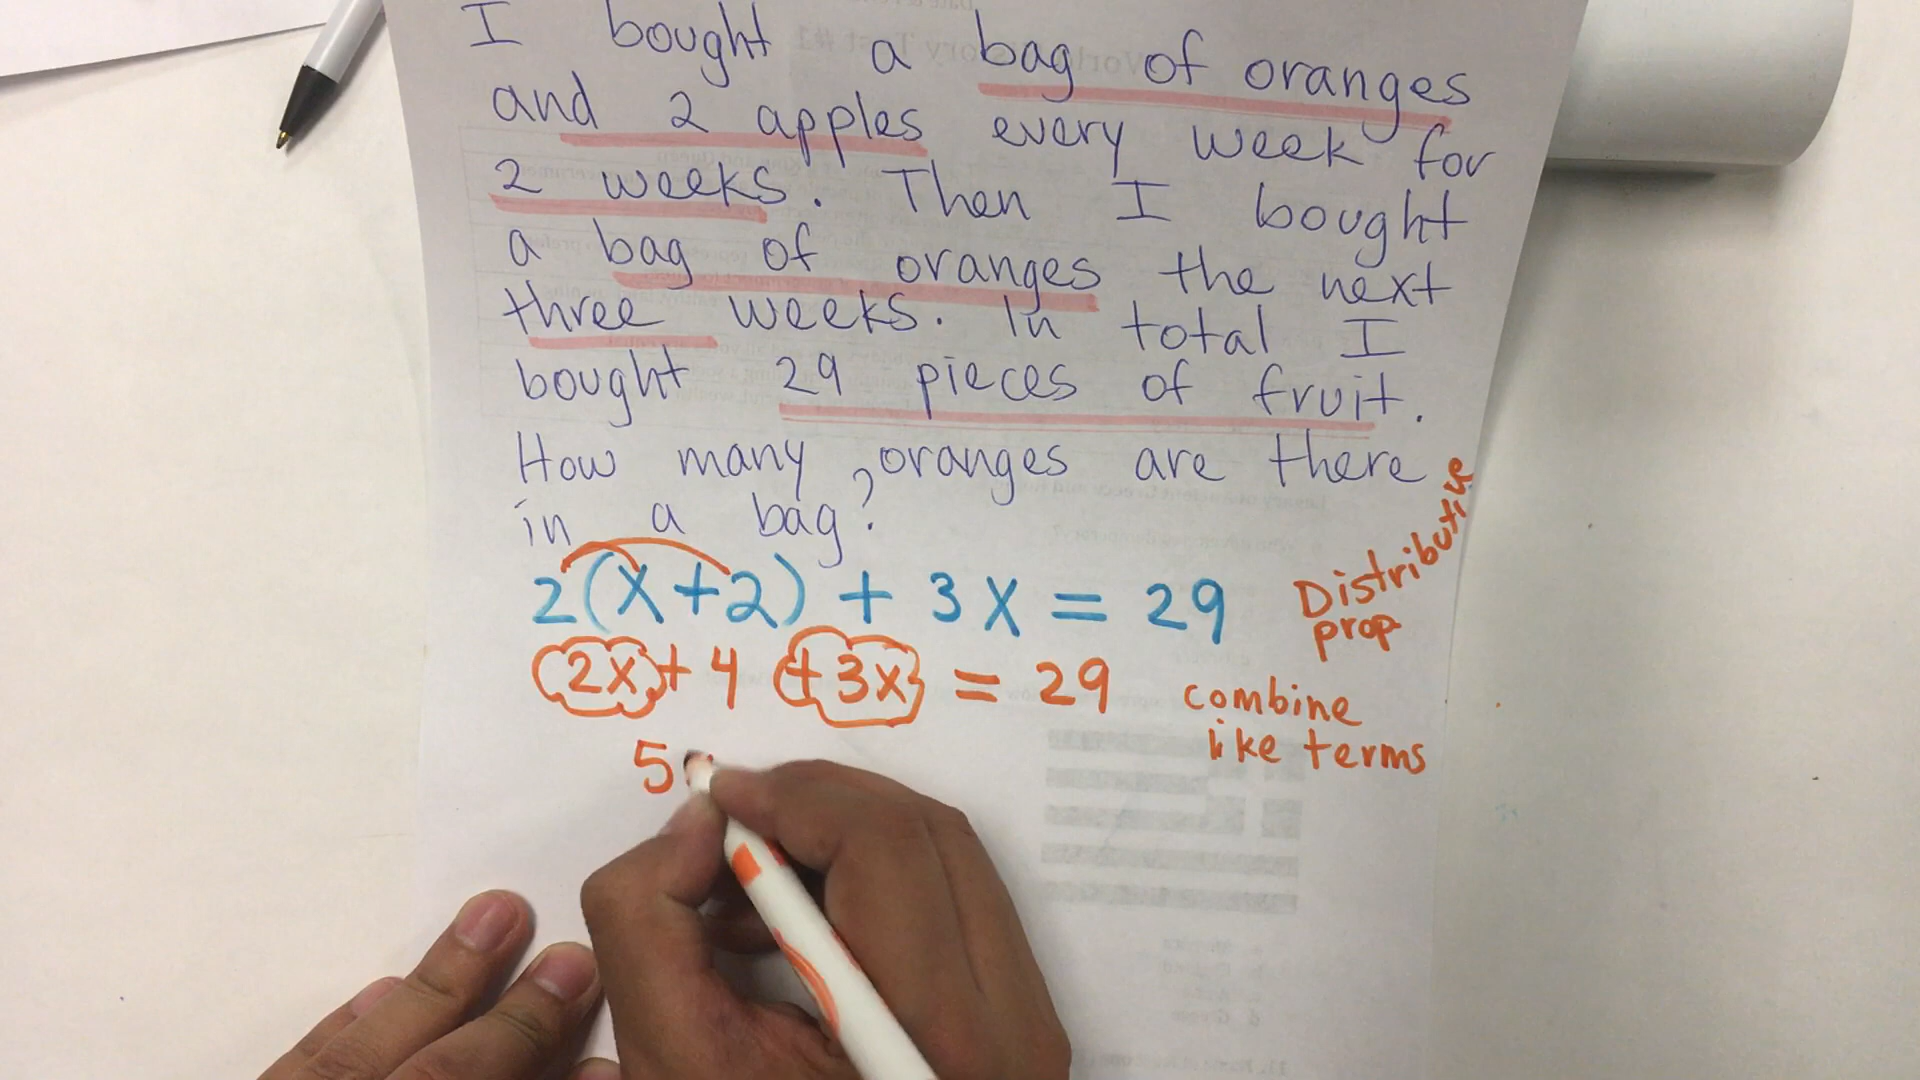 I bought a bag of oranges
and 2 apples every week for
2 weeks. Then I bought
a bag of oranges the next
three weeks. In total I
bought 29 pieces of fruit.
How many oranges are there
in a bag?
2(x+2) + 3x = 29
Distributive
prop
2x + 4 + 3x = 29
combine
like terms
5